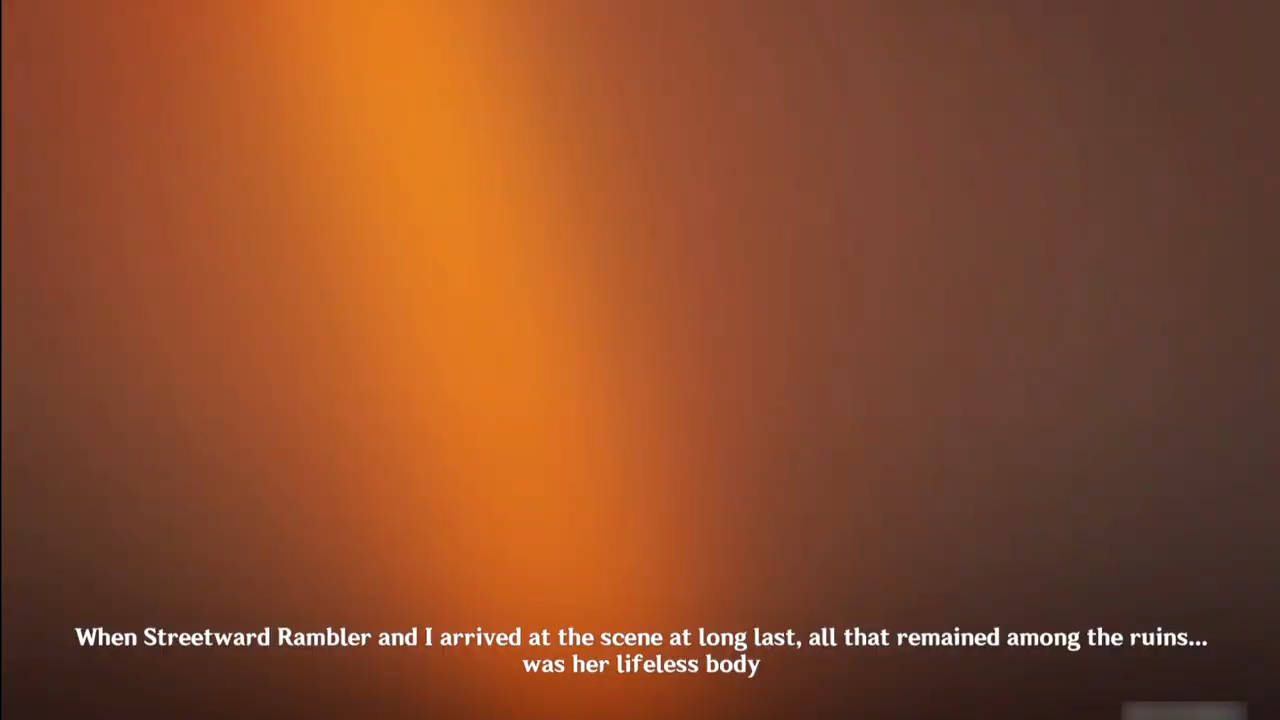 When Streetward Rambler and I arrived at the scene at long last, all that remained among the ruins...
was her lifeless body